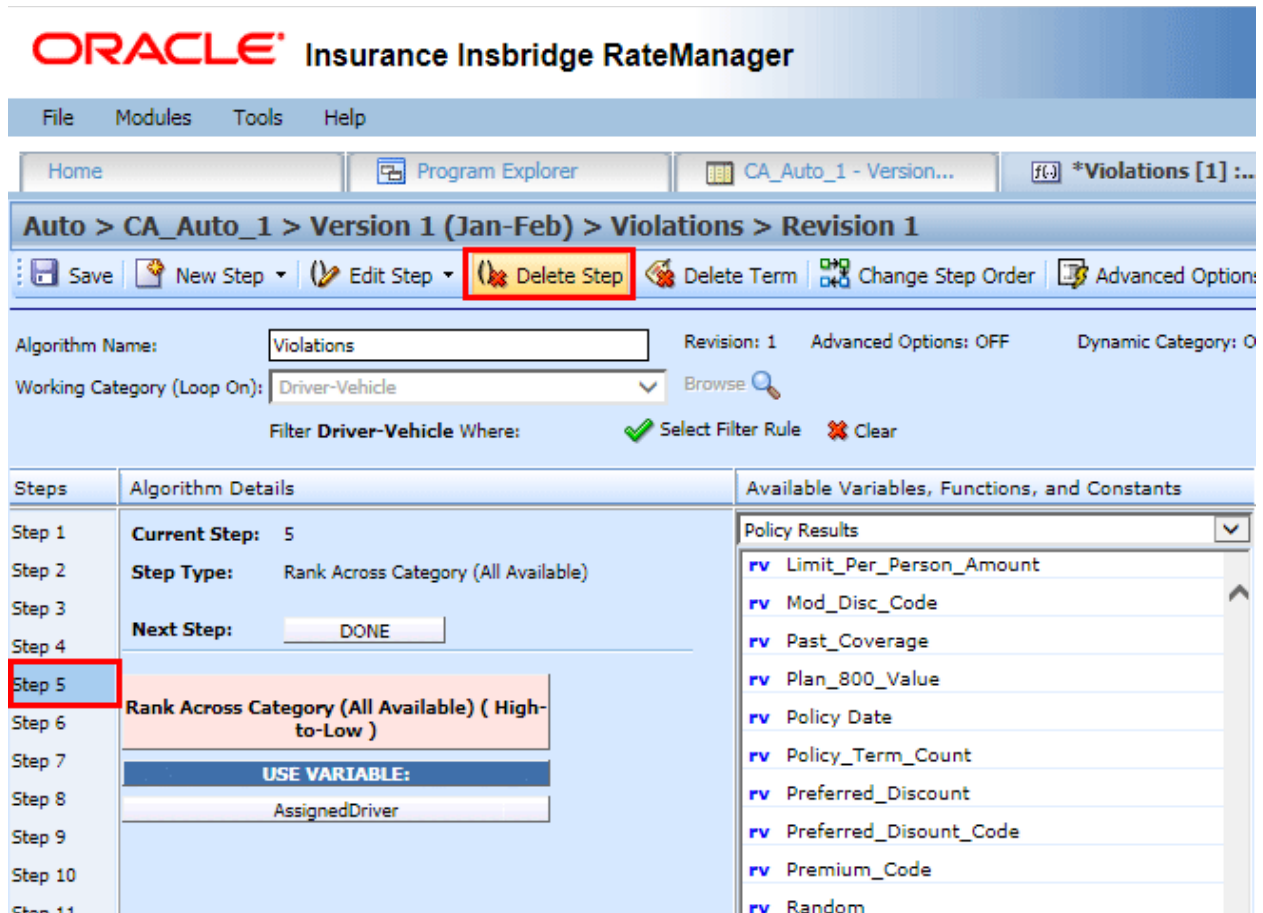 ORACLE Insurance Insbridge RateManager
File Modules Tools Help
Home Program Explorer CA_Auto_1 - Version... *Violations [1] :...
Auto > CA_Auto_1 > Version 1 (Jan-Feb) > Violations > Revision 1
Save New Step Edit Step Delete Step Delete Term Change Step Order Advanced Options
Algorithm Name: Violations Revision: 1 Advanced Options: OFF Dynamic Category: O
Working Category (Loop On): Driver-Vehicle Browse
Filter Driver-Vehicle Where: Select Filter Rule Clear
Steps Algorithm Details Available Variables, Functions, and Constants
Step 1
Step 2
Step 3
Step 4
Step 5
Step 6
Step 7
Step 8
Step 9
Step 10
Step 11
Current Step: 5
Step Type: Rank Across Category (All Available)
Next Step: DONE
Rank Across Category (All Available) ( High-
to-Low )
USE VARIABLE:
AssignedDriver
Policy Results
rv Limit_Per_Person_Amount
rv Mod_Disc_Code
rv Past_Coverage
rv Plan_800_Value
rv Policy Date
rv Policy_Term_Count
rv Preferred_Discount
rv Preferred_Disount_Code
rv Premium_Code
rv Random